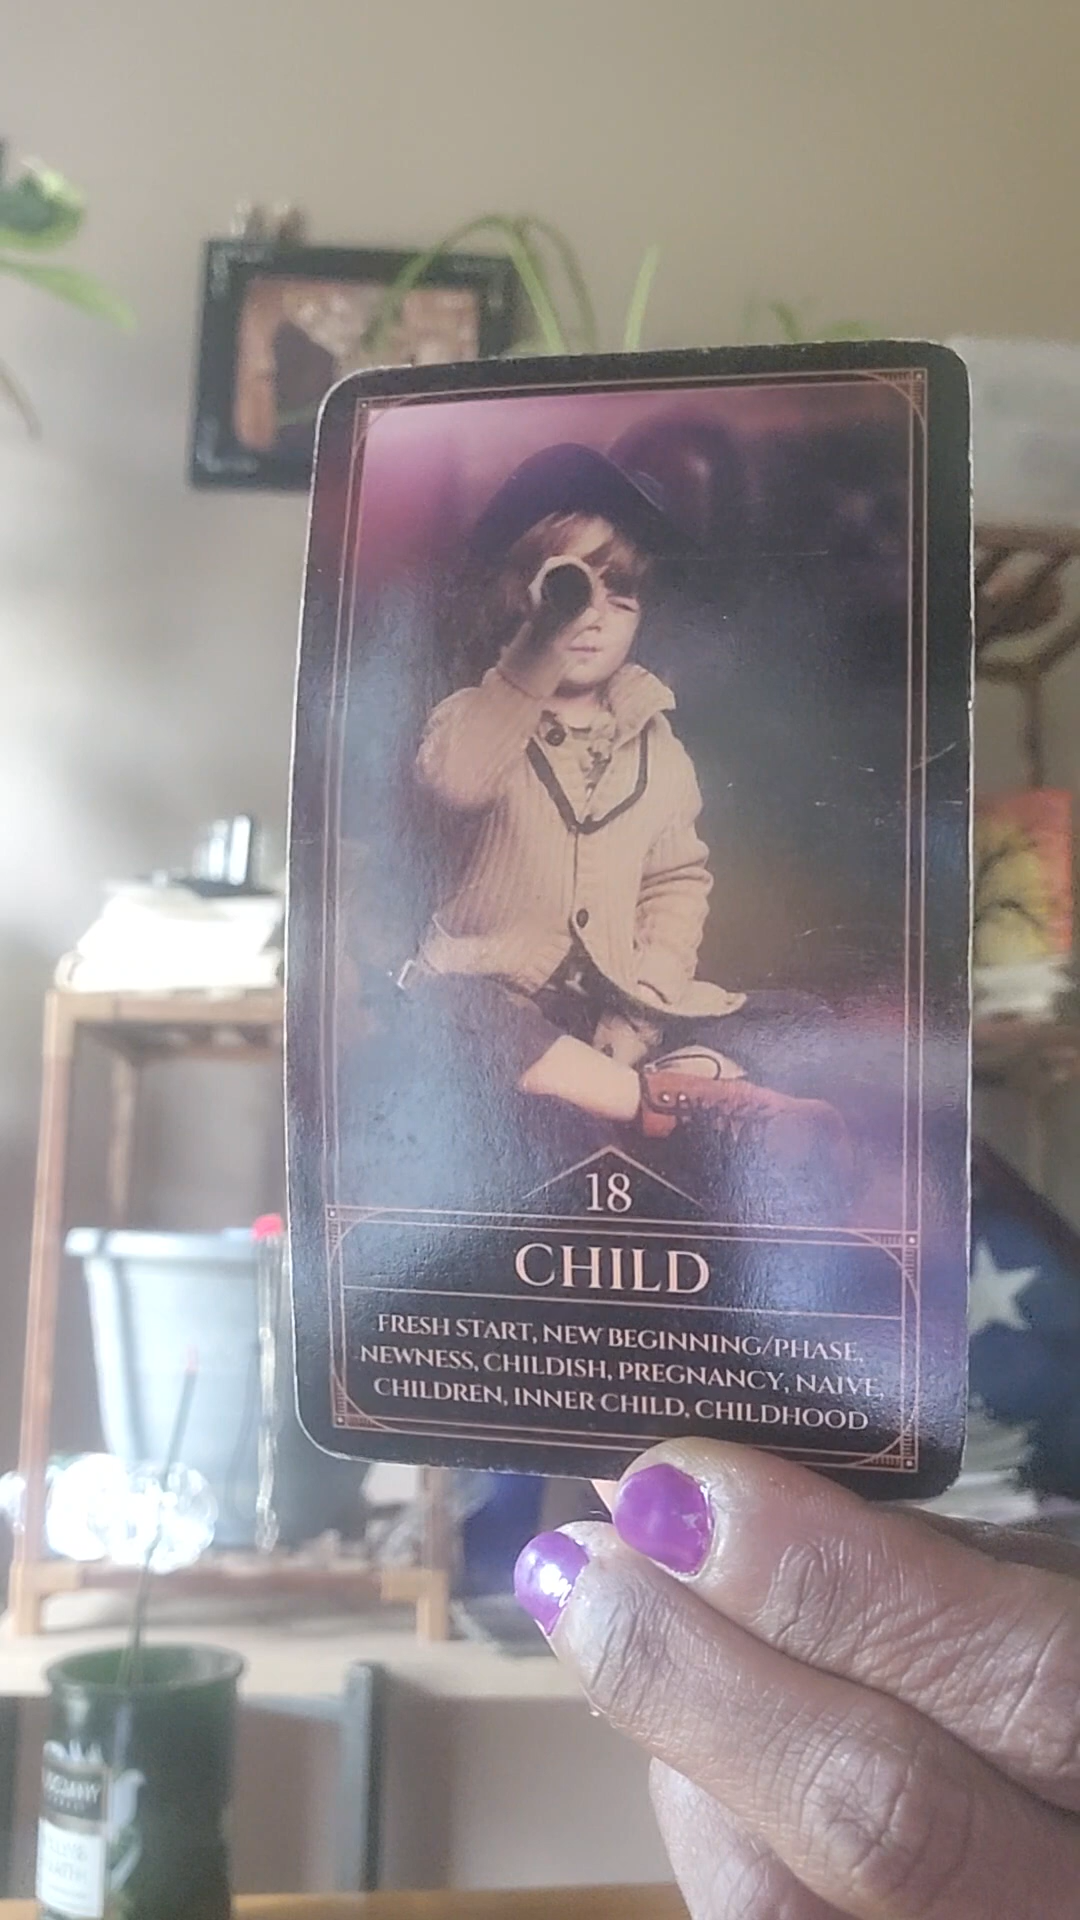 18
CHILD
FRESH START, NEW BEGINNING/PHASE,
NEWNESS, CHILDISH, PREGNANCY, NAIVE,
CHILDREN, INNER CHILD, CHILDHOOD